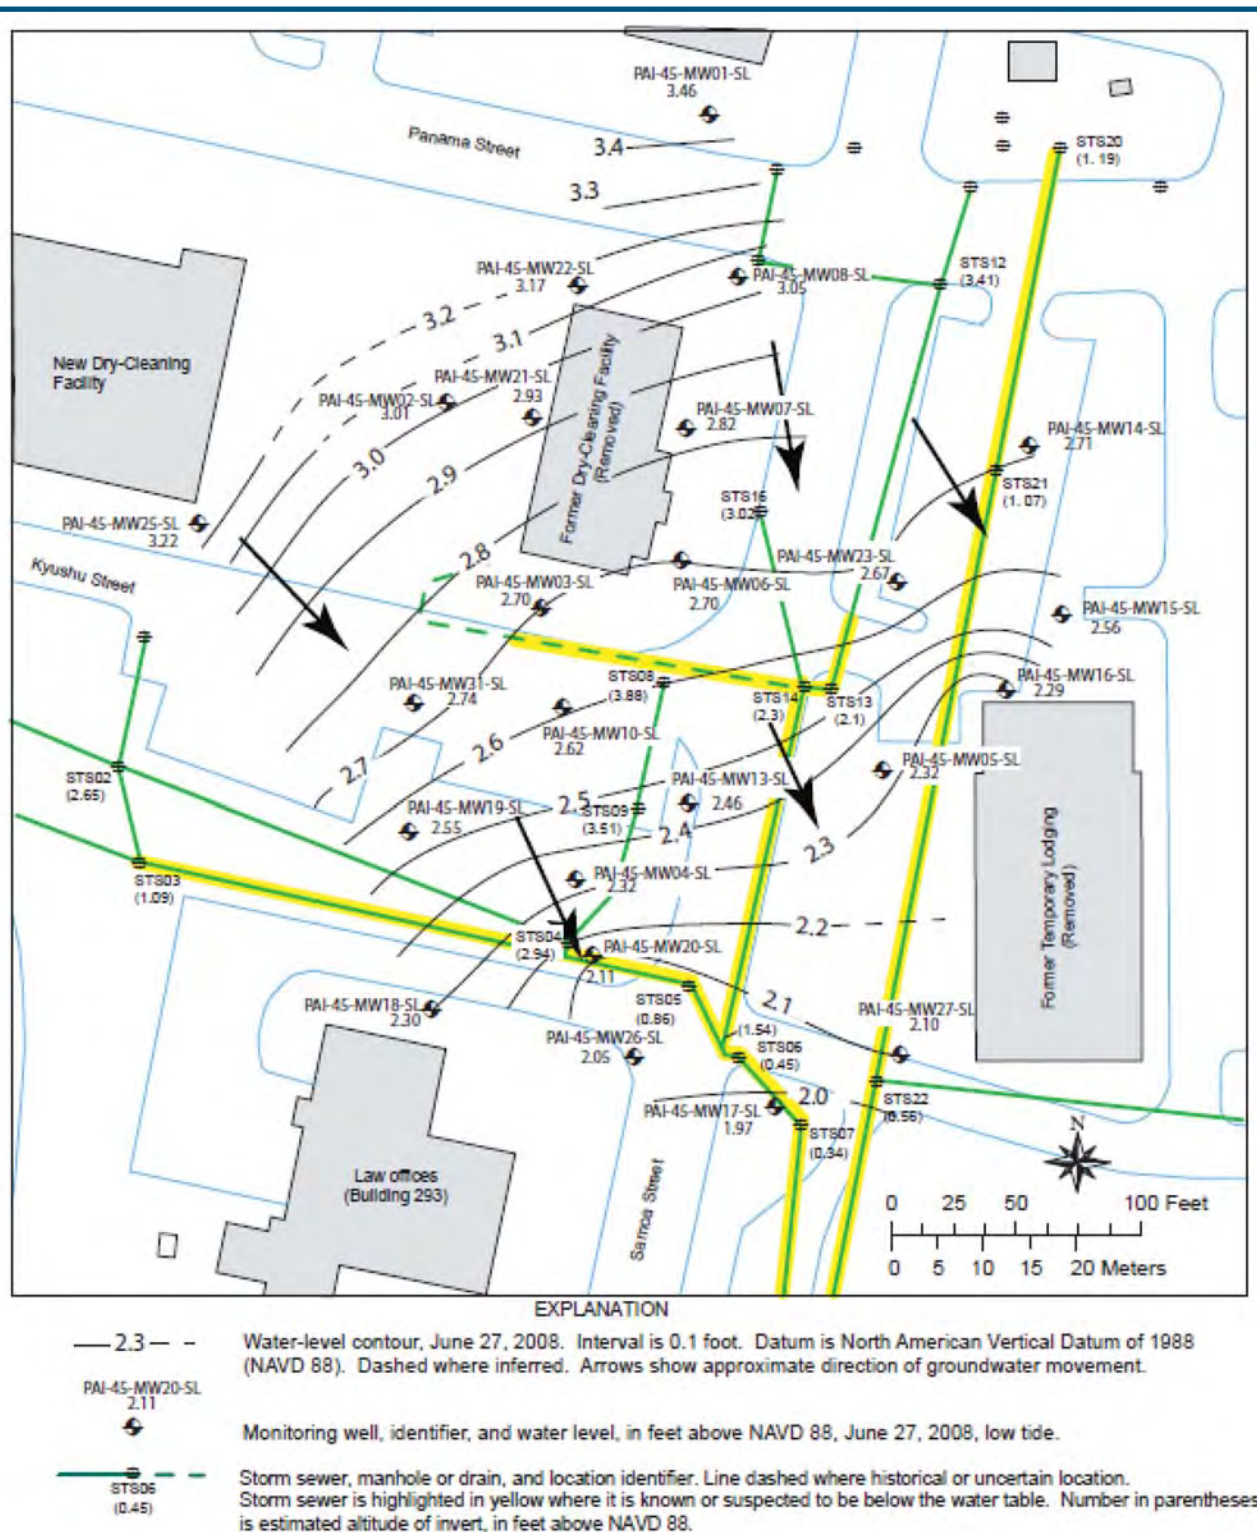 PAI-45-MW01-SL
3.46
Panama Street
3.4
STS20
(1. 19)
3.3
PAI-45-MW22-SL
3.17
PAI-45-MW08-SL
3.05
STS12
(3.41)
3.2
3.1
New Dry-Cleaning
Facility
PAI-45-MW21-SL
2.93
PAI-45-MW02-SL
3.01
Former Dry-Cleaning Facility
(Removed)
PAI-45-MW07-SL
2.82
PAI-45-MW14-SL
2.71
3.0
2.9
STS21
(1. 07)
STS16
(3.02)
PAI-45-MW25-SL
3.22
2.8
PAI-45-MW23-SL
2.67
Kyushu Street
PAI-45-MW03-SL
2.70
PAI-45-MW06-SL
2.70
PAI-45-MW15-SL
2.56
STS08
(3.88)
STS14
(2.3)
STS13
(2.1)
PAI-45-MW16-SL
2.29
PAI-45-MW31-SL
2.74
PAI-45-MW10-SL
2.62
2.6
2.7
STS02
(2.65)
PAI-45-MW05-SL
2.32
PAI-45-MW13-SL
2.46
2.5
STS09
(3.51)
PAI-45-MW19-SL
2.55
2.4
2.3
STS03
(1.09)
PAI-45-MW04-SL
2.32
Former Temporary Lodging
(Removed)
2.2
STS04
(2.94)
PAI-45-MW20-SL
2.11
STS05
(0.86)
2.1
PAI-45-MW18-SL
2.30
PAI-45-MW27-SL
2.10
(1.54)
PAI-45-MW26-SL
2.05
STS06
(0.45)
2.0
PAI-45-MW17-SL
1.97
STS22
(0.56)
STS07
(0.34)
N
Law offices
(Building 293)
Samoa Street
0 25 50 100 Feet
0 5 10 15 20 Meters
EXPLANATION
2.3 Water-level contour, June 27, 2008. Interval is 0.1 foot. Datum is North American Vertical Datum of 1988
(NAVD 88). Dashed where inferred. Arrows show approximate direction of groundwater movement.
PAI-45-MW20-SL
2.11
Monitoring well, identifier, and water level, in feet above NAVD 88, June 27, 2008, low tide.
STS06
(0.45)
Storm sewer, manhole or drain, and location identifier. Line dashed where historical or uncertain location.
Storm sewer is highlighted in yellow where it is known or suspected to be below the water table. Number in parentheses
is estimated altitude of invert, in feet above NAVD 88.